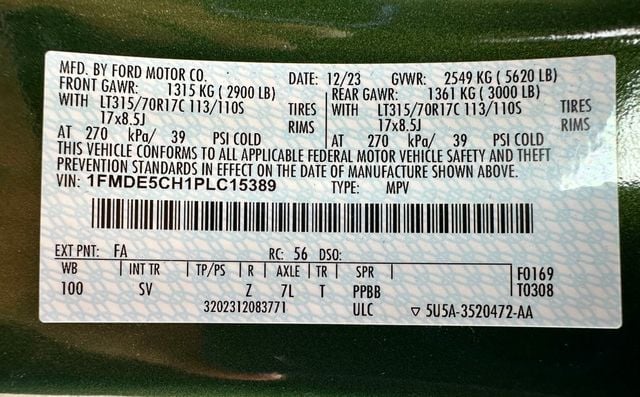 MFD. BY FORD MOTOR CO. DATE: 12/23 GVWR: 2549 KG ( 5620 LB)
FRONT GAWR: 1315 KG ( 2900 LB) REAR GAWR: 1361 KG ( 3000 LB)
WITH LT315/70R17C 113/110S TIRES WITH LT315/70R17C 113/110S TIRES
17x8.5J RIMS 17x8.5J RIMS
AT 270 kPa/ 39 PSI COLD AT 270 kPa/ 39 PSI COLD
THIS VEHICLE CONFORMS TO ALL APPLICABLE FEDERAL MOTOR VEHICLE SAFETY AND THEFT
PREVENTION STANDARDS IN EFFECT ON THE DATE OF MANUFACTURE SHOWN ABOVE.
VIN: 1FMDE5CH1PLC15389 TYPE: MPV
EXT PNT: FA RC: 56 DSO:
WB INT TR TP/PS R AXLE TR SPR F0169
100 SV Z 7L T PPBB T0308
3202312083771 ULC ▽ 5U5A-3520472-AA